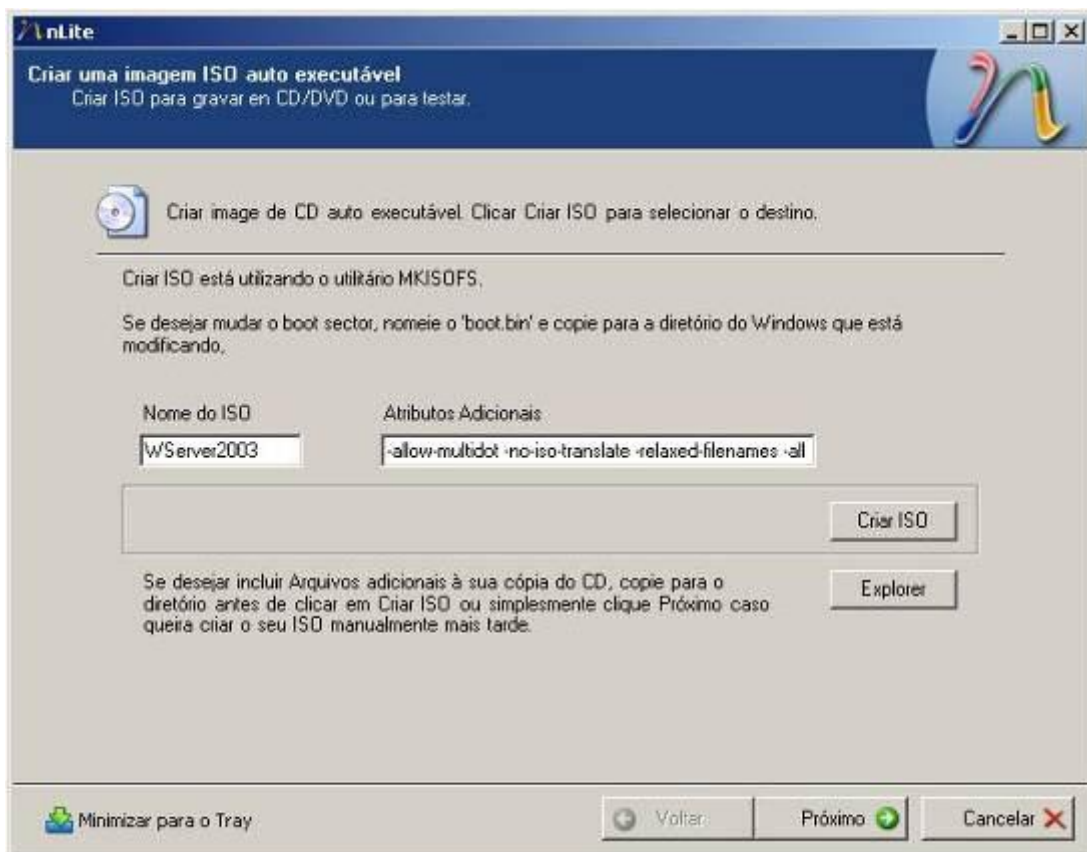 nLite
Criar uma imagem ISO auto executável
Criar ISO para gravar en CD/DVD ou para testar.
Criar image de CD auto executável. Clicar Criar ISO para selecionar o destino.
Criar ISO está utilizando o utilitário MKISOFS.
Se desejar mudar o boot sector, nomeie o 'boot.bin' e copie para a diretório do Windows que está
modificando.
Nome do ISO
Atributos Adicionais
WServer2003
-allow-multidot -no-iso-translate -relaxed-filenames -all
Criar ISO
Se desejar incluir Arquivos adicionais à sua cópia do CD, copie para o
diretório antes de clicar em Criar ISO ou simplesmente clique Próximo caso
queira criar o seu ISO manualmente mais tarde.
Explorer
Minimizar para o Tray
Voltar
Próximo
Cancelar